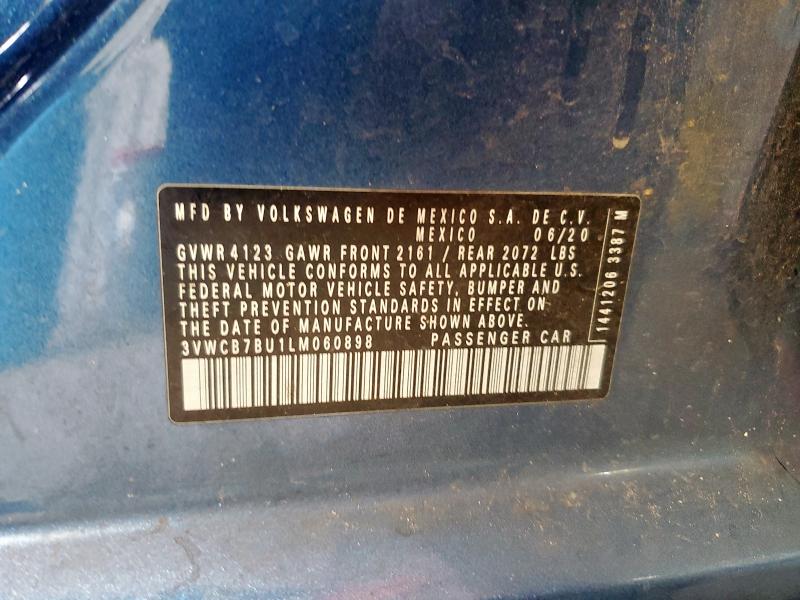 MFD BY VOLKSWAGEN DE MEXICO S.A. DE C.V.
MEXICO 06/20
GVWR 4123 GAWR FRONT 2161 / REAR 2072 LBS
THIS VEHICLE CONFORMS TO ALL APPLICABLE U.S.
FEDERAL MOTOR VEHICLE SAFETY, BUMPER AND
THEFT PREVENTION STANDARDS IN EFFECT ON
THE DATE OF MANUFACTURE SHOWN ABOVE.
3VWCB7BU1LM060898 PASSENGER CAR
1441206 3387 M